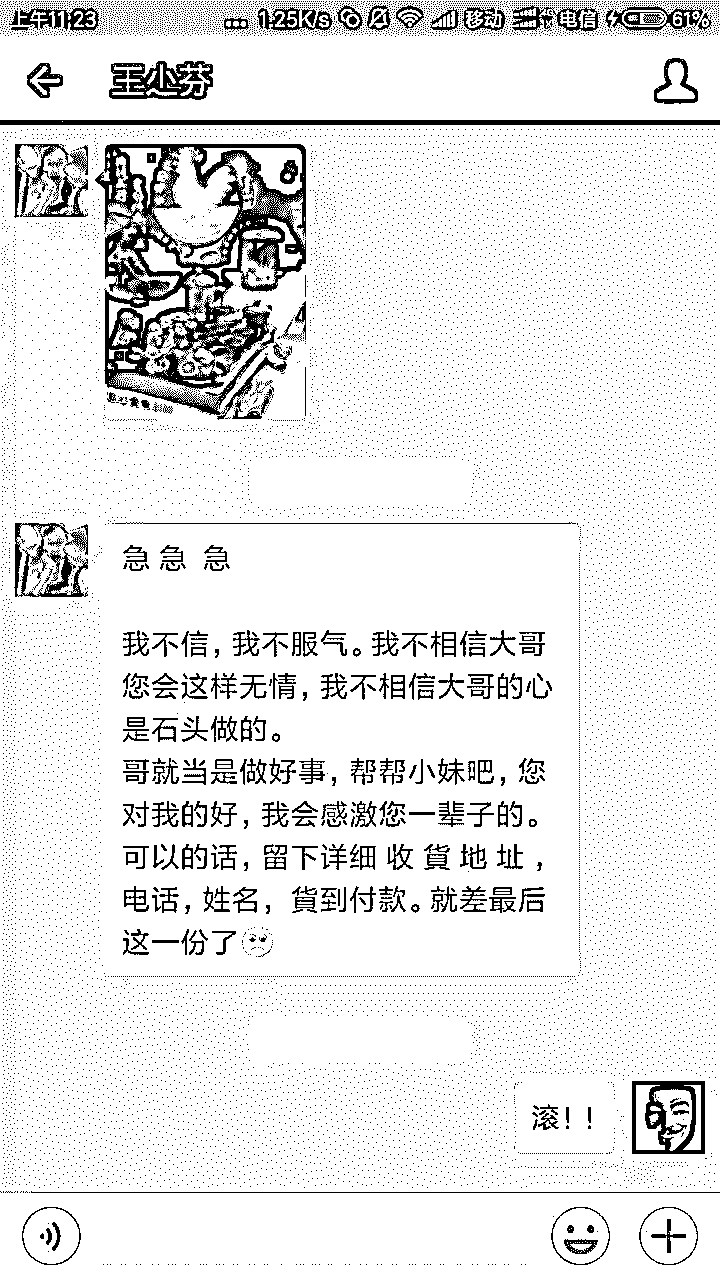 上午11:23
... 1.25K/s 移动 电信 61%
王小芬
急 急 急
我不信，我不服气。我不相信大哥
您会这样无情，我不相信大哥的心
是石头做的。
哥就当是做好事，帮帮小妹吧，您
对我的好，我会感激您一辈子的。
可以的话，留下详细 收 貨 地 址，
电话，姓名， 貨到付款。就差最后
这一份了
滚！！